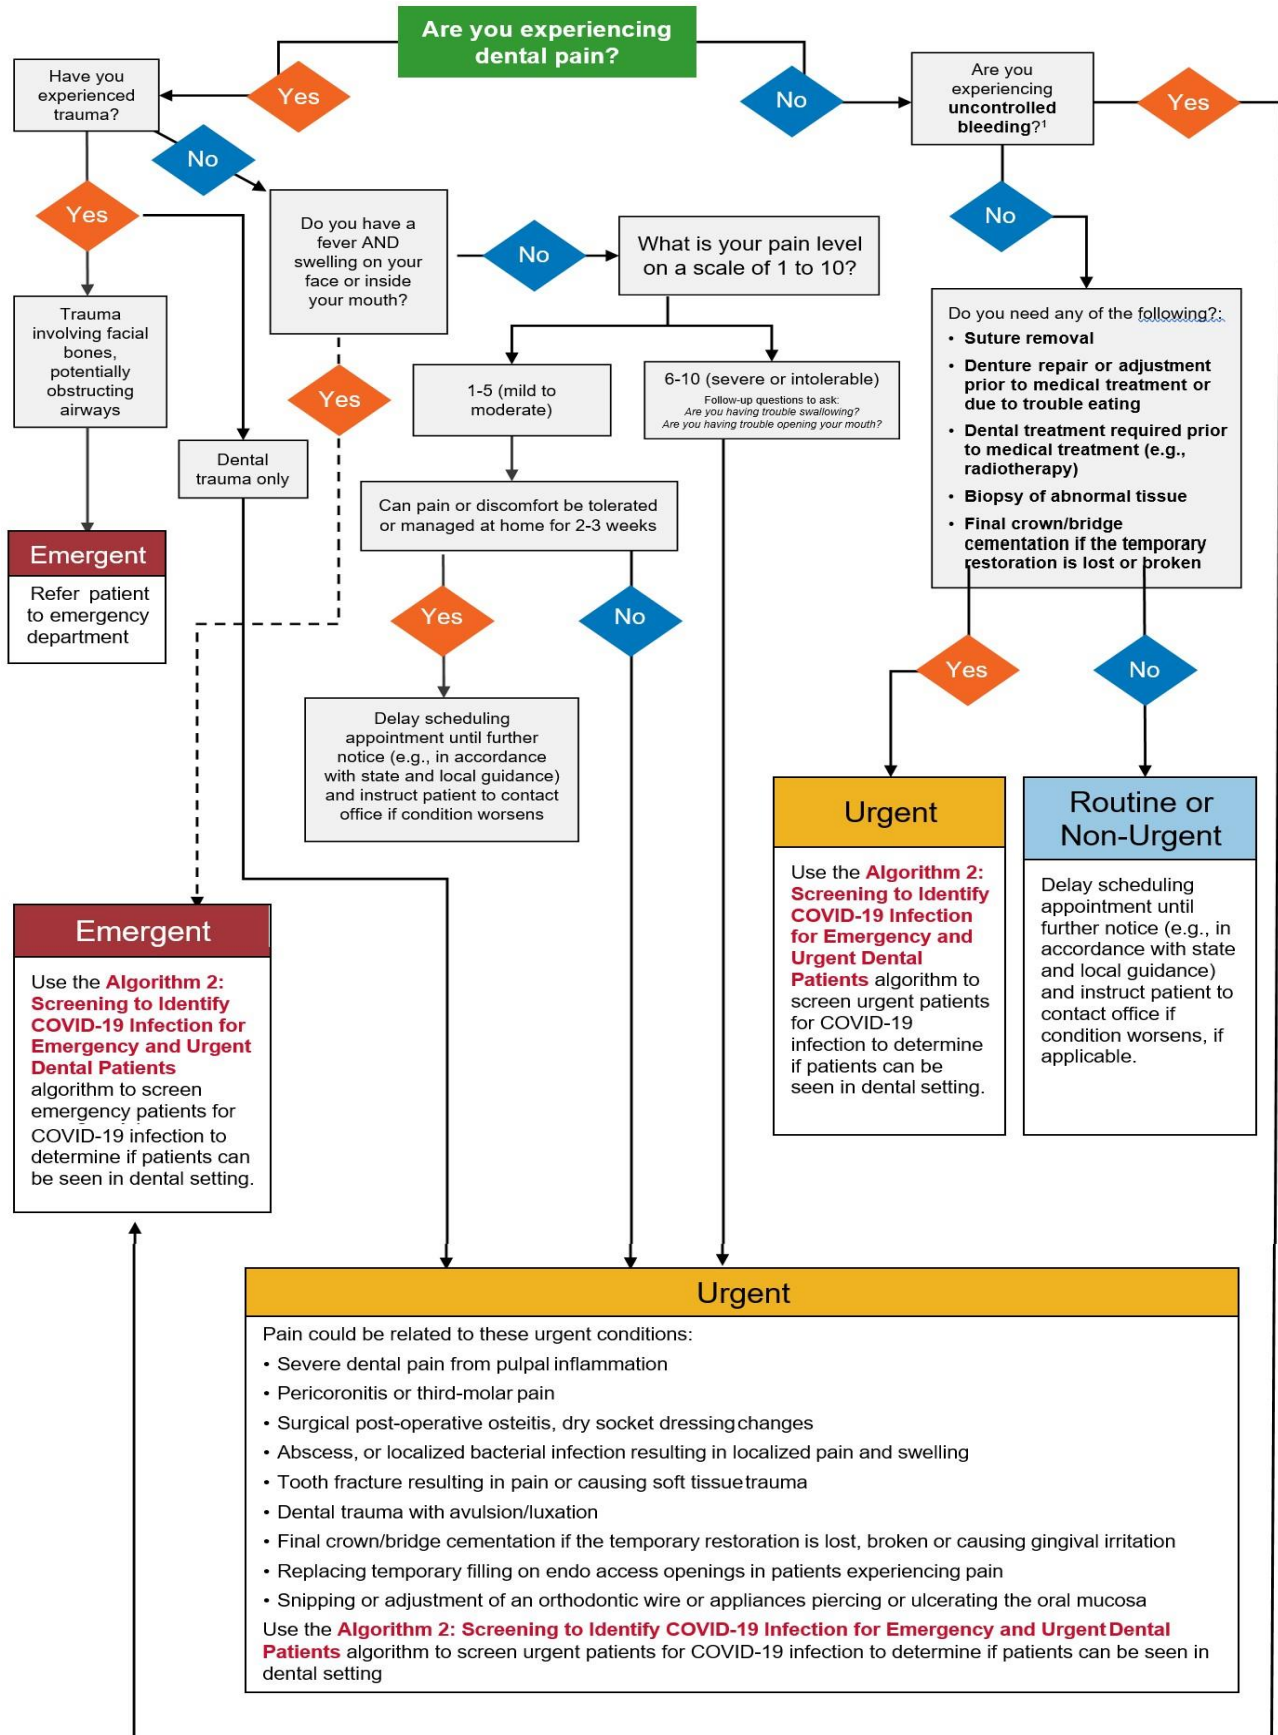 Are you experiencing
dental pain?
Have you
experienced
trauma?
Yes
No
Are you
experiencing
uncontrolled
bleeding?¹
Yes
No
Yes
No
Do you have a
fever AND
swelling on your
face or inside
your mouth?
No
What is your pain level
on a scale of 1 to 10?
Trauma
involving facial
bones,
potentially
obstructing
airways
Yes
1-5 (mild to
moderate)
6-10 (severe or intolerable)
Follow-up questions to ask:
Are you having trouble swallowing?
Are you having trouble opening your mouth?
Do you need any of the following?:
• Suture removal
• Denture repair or adjustment
prior to medical treatment or
due to trouble eating
• Dental treatment required prior
to medical treatment (e.g.,
radiotherapy)
• Biopsy of abnormal tissue
• Final crown/bridge
cementation if the temporary
restoration is lost or broken
Dental
trauma only
Can pain or discomfort be tolerated
or managed at home for 2-3 weeks
Emergent
Refer patient
to emergency
department
Yes
No
Yes
No
Delay scheduling
appointment until further
notice (e.g., in accordance
with state and local guidance)
and instruct patient to contact
office if condition worsens
Urgent
Use the Algorithm 2:
Screening to Identify
COVID-19 Infection
for Emergency and
Urgent Dental
Patients algorithm to
screen urgent patients
for COVID-19
infection to determine
if patients can be
seen in dental setting.
Routine or
Non-Urgent
Delay scheduling
appointment until
further notice (e.g., in
accordance with state
and local guidance)
and instruct patient to
contact office if
condition worsens, if
applicable.
Emergent
Use the Algorithm 2:
Screening to Identify
COVID-19 Infection for
Emergency and Urgent
Dental Patients
algorithm to screen
emergency patients for
COVID-19 infection to
determine if patients can
be seen in dental setting.
Urgent
Pain could be related to these urgent conditions:
• Severe dental pain from pulpal inflammation
• Pericoronitis or third-molar pain
• Surgical post-operative osteitis, dry socket dressing changes
• Abscess, or localized bacterial infection resulting in localized pain and swelling
• Tooth fracture resulting in pain or causing soft tissue trauma
• Dental trauma with avulsion/luxation
• Final crown/bridge cementation if the temporary restoration is lost, broken or causing gingival irritation
• Replacing temporary filling on endo access openings in patients experiencing pain
• Snipping or adjustment of an orthodontic wire or appliances piercing or ulcerating the oral mucosa
Use the Algorithm 2: Screening to Identify COVID-19 Infection for Emergency and Urgent Dental
Patients algorithm to screen urgent patients for COVID-19 infection to determine if patients can be seen in
dental setting